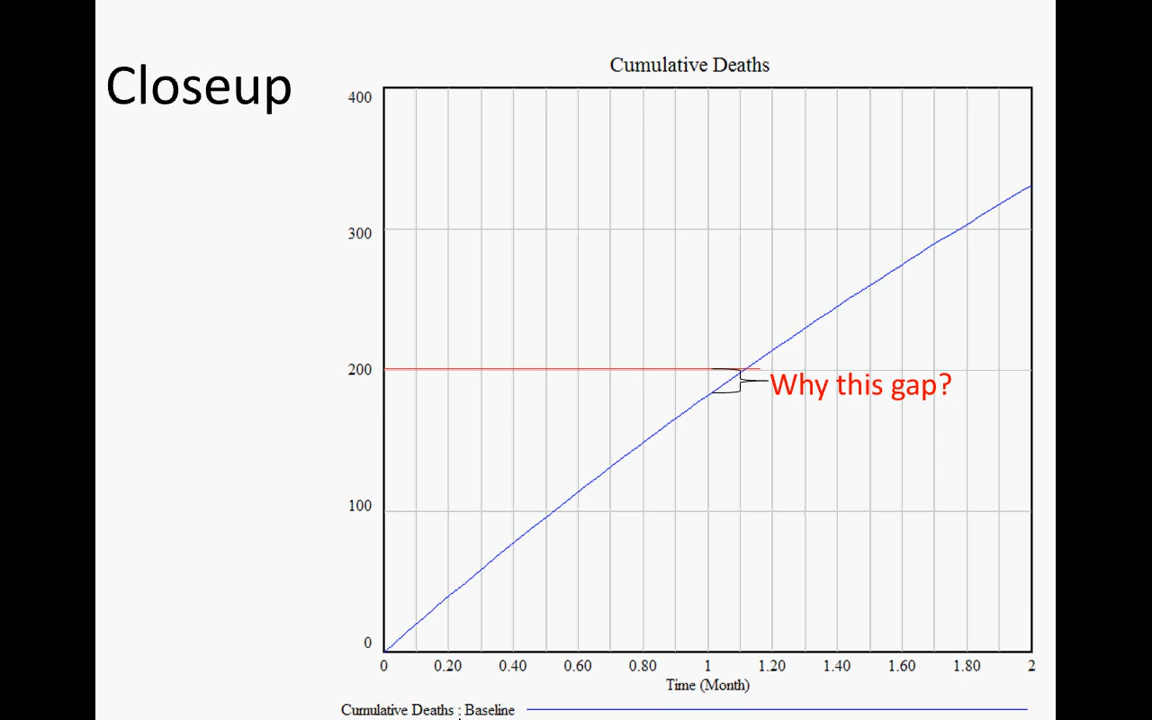 Closeup
Cumulative Deaths
400
300
200
100
0
Why this gap?
0 0.20 0.40 0.60 0.80 1 1.20 1.40 1.60 1.80 2
Time (Month)
Cumulative Deaths : Baseline